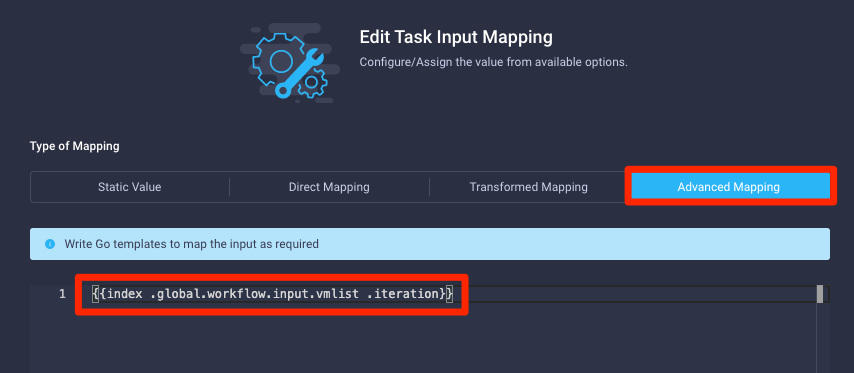 Edit Task Input Mapping
Configure/Assign the value from available options.
Type of Mapping
Static Value
Direct Mapping
Transformed Mapping
Advanced Mapping
Write Go templates to map the input as required
1 {{index .global.workflow.input.vmlist .iteration}}